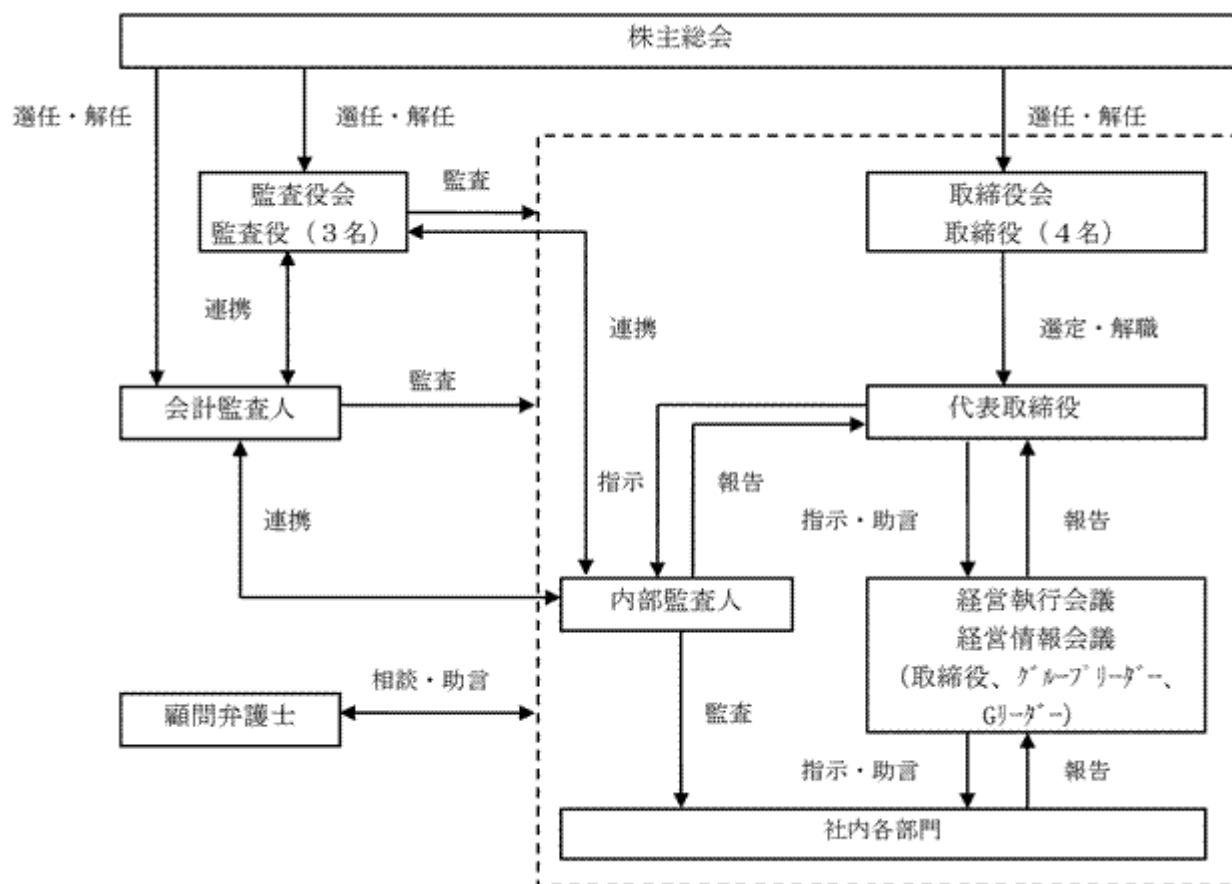 株主総会
選任・解任
選任・解任
選任・解任
監査役会
監査役（３名）
監査
取締役会
取締役（４名）
連携
連携
選定・解職
会計監査人
監査
代表取締役
指示
報告
連携
指示・助言
報告
内部監査人
経営執行会議
経営情報会議
（取締役、ｸﾞﾙｰﾌﾟﾘｰﾀﾞｰ、
Gﾘｰﾀﾞｰ）
相談・助言
顧問弁護士
監査
指示・助言
報告
社内各部門